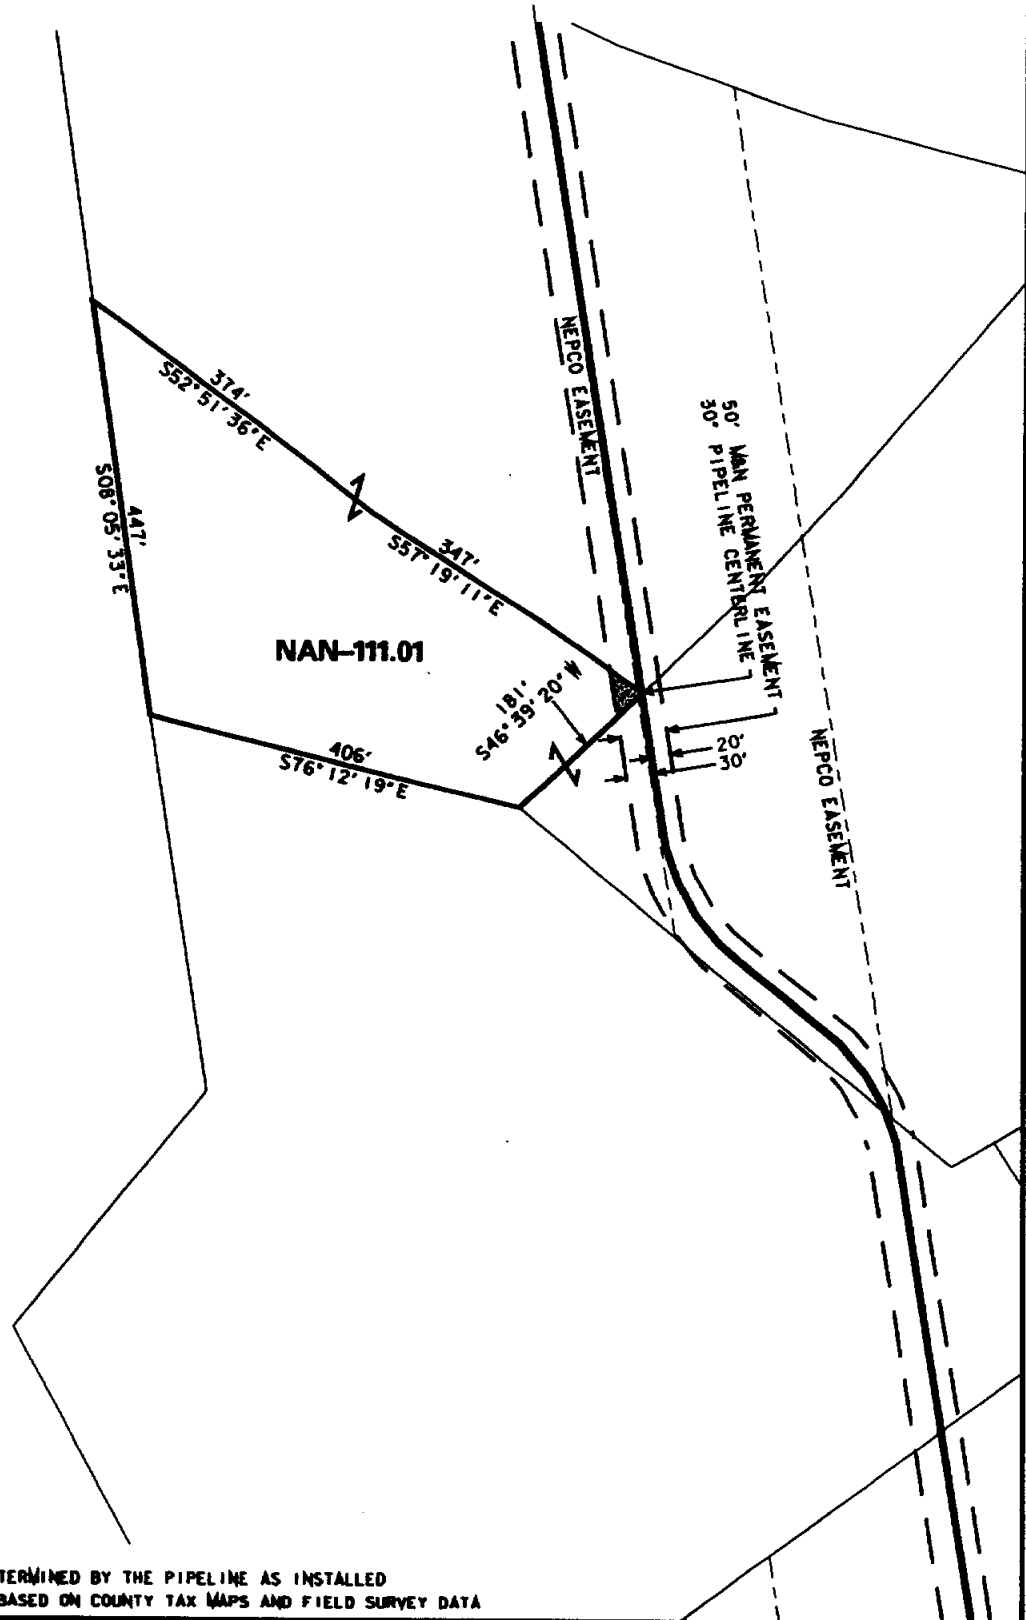 NEPCO EASEMENT
50' M&N PERMANENT EASEMENT
30" PIPELINE CENTERLINE
374'
S52°51'36"E
347'
S57°19'11"E
447'
S08°05'33"E
NAN-111.01
181'
S46°39'20"W
406'
S76°12'19"E
20'
30'
NEPCO EASEMENT
TERMINED BY THE PIPELINE AS INSTALLED
BASED ON COUNTY TAX MAPS AND FIELD SURVEY DATA